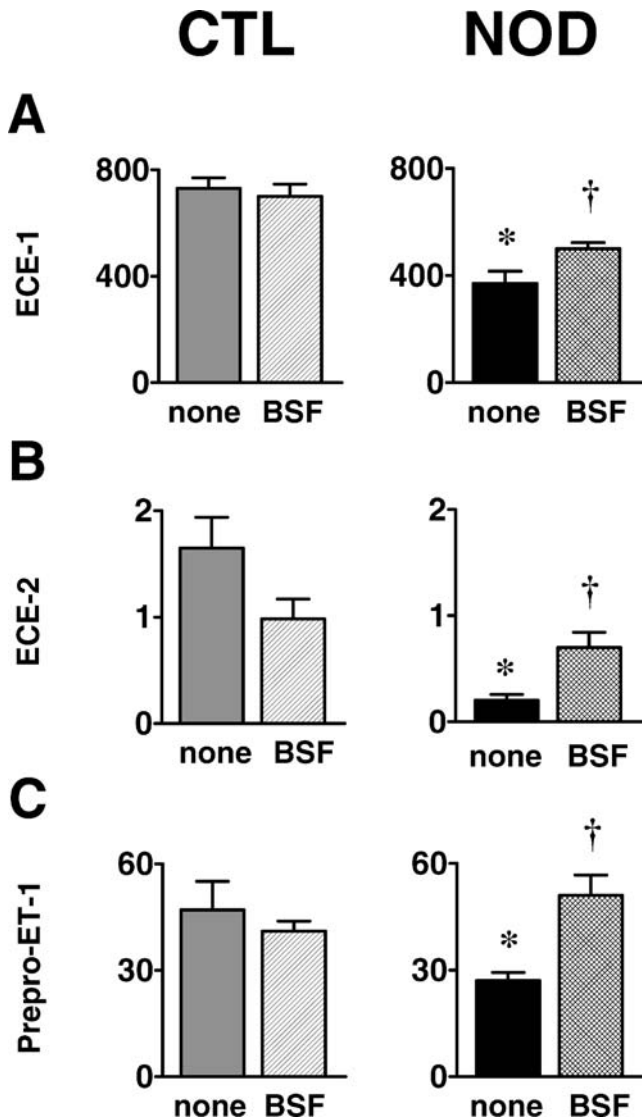 CTL NOD
A
ECE-1
800 800
* †
400 400
0 0
none BSF none BSF
B
ECE-2
2 2
†
1 1
*
0 0
none BSF none BSF
C
Prepro-ET-1
†
60 60
*
30 30
0 0
none BSF none BSF